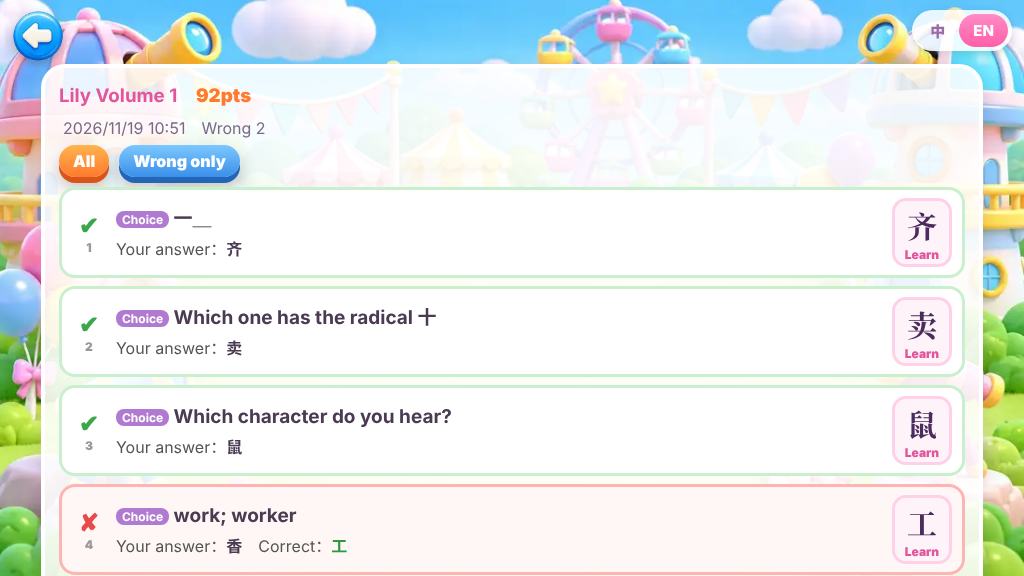 中 EN
Lily Volume 1 92pts
2026/11/19 10:51 Wrong 2
All Wrong only
✔ Choice 一__
1 Your answer：齐
齐
Learn
✔ Choice Which one has the radical 十
2 Your answer：卖
卖
Learn
✔ Choice Which character do you hear?
3 Your answer：鼠
鼠
Learn
✘ Choice work; worker
4 Your answer：香 Correct：工
工
Learn